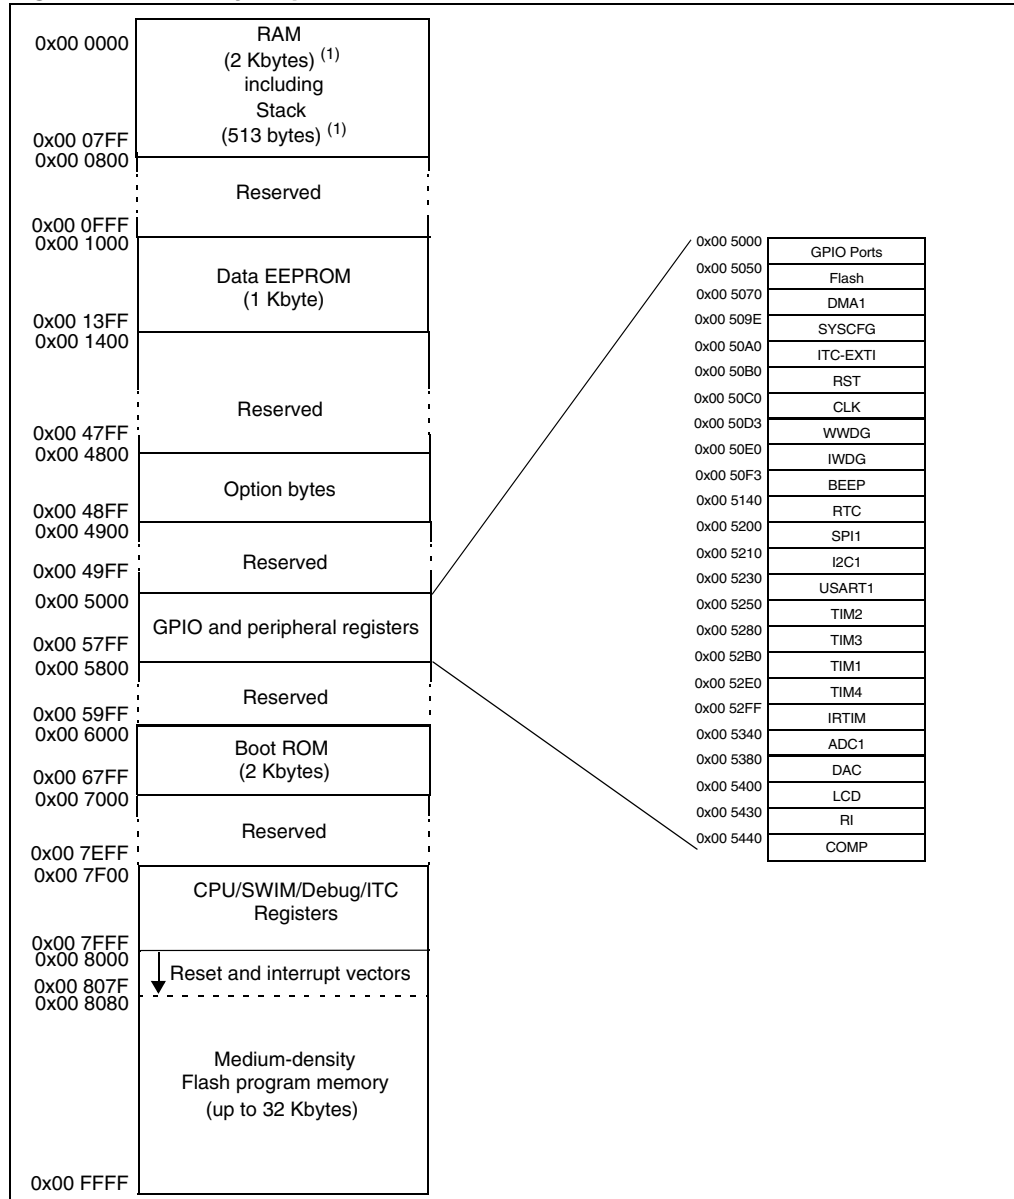 0x00 0000
RAM
(2 Kbytes) (1)
including
Stack
(513 bytes) (1)
0x00 07FF
0x00 0800
Reserved
0x00 0FFF
0x00 1000
Data EEPROM
(1 Kbyte)
0x00 13FF
0x00 1400
Reserved
0x00 47FF
0x00 4800
Option bytes
0x00 48FF
0x00 4900
Reserved
0x00 49FF
0x00 5000
GPIO and peripheral registers
0x00 57FF
0x00 5800
Reserved
0x00 59FF
0x00 6000
Boot ROM
(2 Kbytes)
0x00 67FF
0x00 7000
Reserved
0x00 7EFF
0x00 7F00
CPU/SWIM/Debug/ITC
Registers
0x00 7FFF
0x00 8000
Reset and interrupt vectors
0x00 807F
0x00 8080
Medium-density
Flash program memory
(up to 32 Kbytes)
0x00 FFFF
0x00 5000
GPIO Ports
0x00 5050
Flash
0x00 5070
DMA1
0x00 509E
SYSCFG
0x00 50A0
ITC-EXTI
0x00 50B0
RST
0x00 50C0
CLK
0x00 50D3
WWDG
0x00 50E0
IWDG
0x00 50F3
BEEP
0x00 5140
RTC
0x00 5200
SPI1
0x00 5210
I2C1
0x00 5230
USART1
0x00 5250
TIM2
0x00 5280
TIM3
0x00 52B0
TIM1
0x00 52E0
TIM4
0x00 52FF
IRTIM
0x00 5340
ADC1
0x00 5380
DAC
0x00 5400
LCD
0x00 5430
RI
0x00 5440
COMP